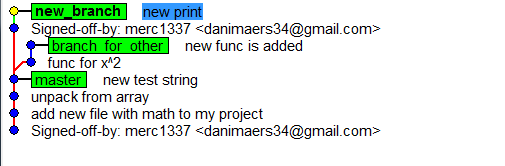 new_branch new print
Signed-off-by: merc1337 <danimaers34@gmail.com>
branch_for_other new func is added
func for x^2
master new test string
unpack from array
add new file with math to my project
Signed-off-by: merc1337 <danimaers34@gmail.com>